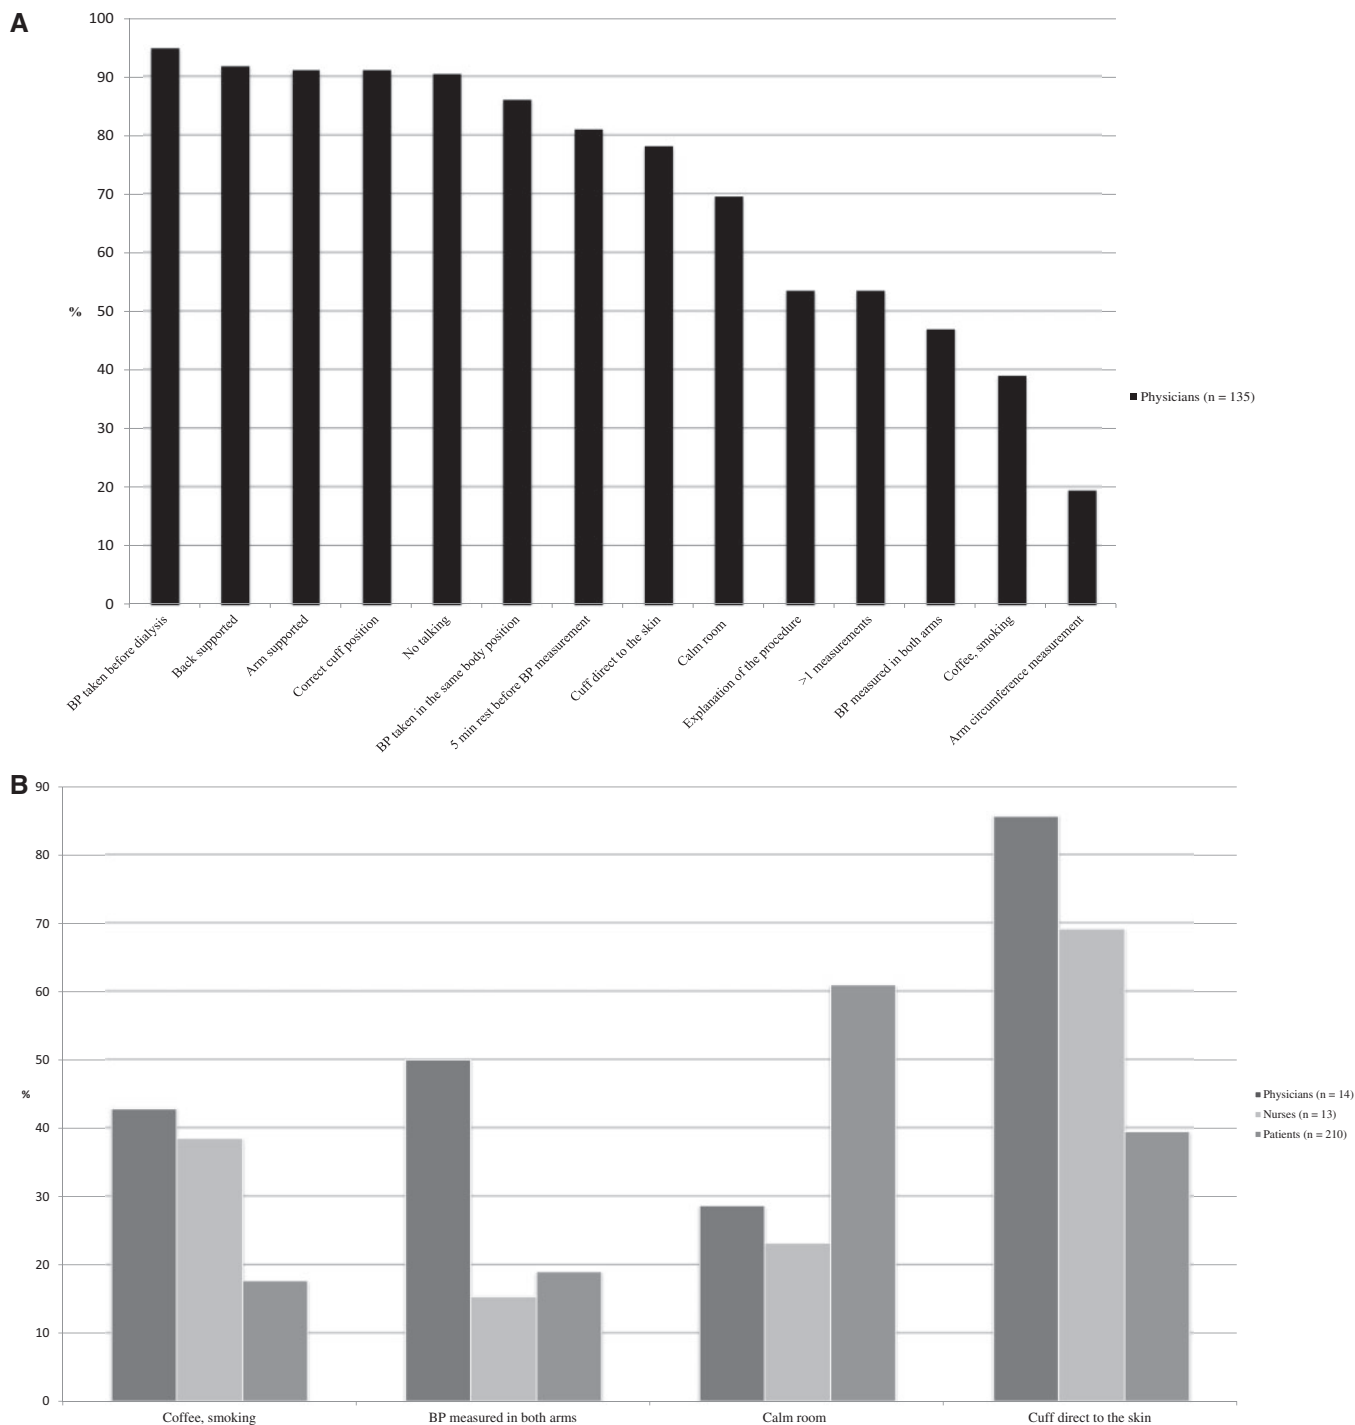 A
100
90
80
70
60
%
50
40
30
20
10
0
Physicians (n = 135)
BP taken before dialysis
Back supported
Arm supported
Correct cuff position
No talking
BP taken in the same body position
5 min rest before BP measurement
Cuff direct to the skin
Calm room
Explanation of the procedure
>1 measurements
BP measured in both arms
Coffee, smoking
Arm circumference measurement
B
90
80
70
60
50
%
40
30
20
10
0
Physicians (n = 14)
Nurses (n = 13)
Patients (n = 210)
Coffee, smoking
BP measured in both arms
Calm room
Cuff direct to the skin